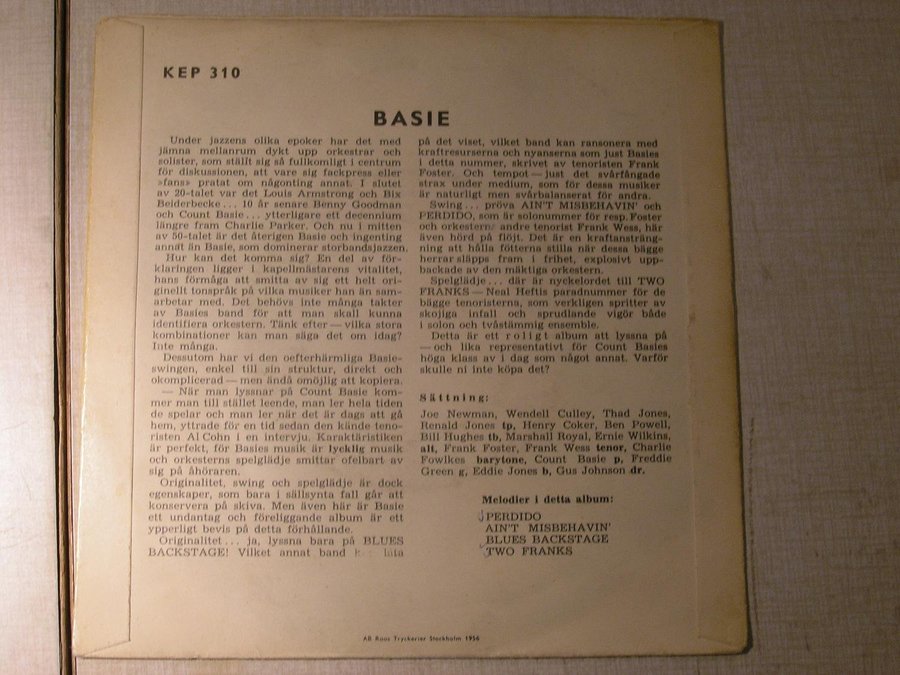 KEP 310
BASIE
Under jazzens olika epoker har det med
jämna mellanrum dykt upp orkestrar och
solister, som ställt sig så fullkomligt i centrum
för diskussionen, att vare sig fackpress eller
»fans» pratat om någonting annat. I slutet
av 20-talet var det Louis Armstrong och Bix
Beiderbecke... 10 år senare Benny Goodman
och Count Basie... ytterligare ett decennium
längre fram Charlie Parker. Och nu i mitten
av 50-talet är det återigen Basie och ingenting
annat än Basie, som dominerar storbandsjazzen.
Hur kan det komma sig? En del av för-
klaringen ligger i kapellmästarens vitalitet,
hans förmåga att smitta av sig ett helt ori-
ginellt tonspråk på vilka musiker han än sam-
arbetar med. Det behövs inte många takter
av Basies band för att man skall kunna
identifiera orkestern. Tänk efter — vilka stora
kombinationer kan man säga det om idag?
Inte många.
Dessutom har vi den oefterhärmliga Basie-
swingen, enkel till sin struktur, direkt och
okomplicerad — men ändå omöjlig att kopiera.
— När man lyssnar på Count Basie kom-
mer man till stället leende, man ler hela tiden
de spelar och man ler när det är dags att gå
hem, yttrade för en tid sedan den kände teno-
risten Al Cohn i en intervju. Karaktäristiken
är perfekt, för Basies musik är lycklig musik
och orkesterns spelglädje smittar ofelbart av
sig på åhöraren.
Originalitet, swing och spelglädje är dock
egenskaper, som bara i sällsynta fall går att
konservera på skiva. Men även här är Basie
ett undantag och föreliggande album är ett
ypperligt bevis på detta förhållande.
Originalitet... ja, lyssna bara på BLUES
BACKSTAGE! Vilket annat band låta
på det viset, vilket band kan ransonera med
kraftresurserna och nyanserna som just Basies
i detta nummer, skrivet av tenoristen Frank
Foster. Och tempot — just det svårfångade
strax under medium, som för dessa musiker
är naturligt men svårbalanserat för andra.
Swing... pröva AIN'T MISBEHAVIN' och
PERDIDO, som är solonummer för resp. Foster
och orkesterns andre tenorist Frank Wess, här
även hörd på flöjt. Det är en kraftansträng-
ning att hålla fötterna stilla när dessa bägge
herrar släpps fram i frihet, explosivt upp-
backade av den mäktiga orkestern.
Spelglädje... där är nyckelordet till TWO
FRANKS — Neal Heftis paradnummer för de
bägge tenoristerna, som verkligen spritter av
skojiga infall och sprudlande vigör både
i solon och tvåstämmig ensemble.
Detta är ett roligt album att lyssna på
— och lika representativt för Count Basies
höga klass av i dag som något annat. Varför
skulle ni inte köpa det?
Sättning:
Joe Newman, Wendell Culley, Thad Jones,
Renald Jones tp, Henry Coker, Ben Powell,
Bill Hughes tb, Marshall Royal, Ernie Wilkins,
alt, Frank Foster, Frank Wess tenor, Charlie
Fowlkes barytone, Count Basie p, Freddie
Green g, Eddie Jones b, Gus Johnson dr.
Melodier i detta album:
PERDIDO
AIN'T MISBEHAVIN'
BLUES BACKSTAGE
TWO FRANKS
AB Roos Tryckerier Stockholm 1956